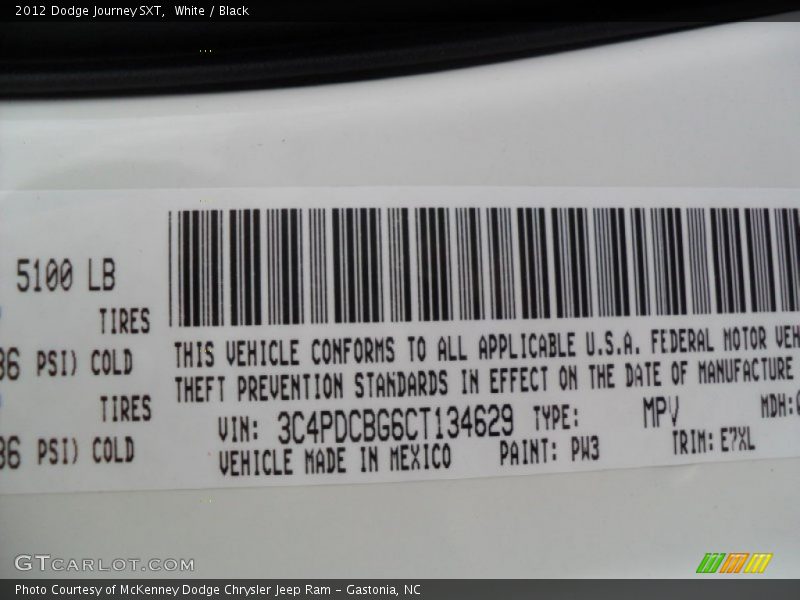 2012 Dodge Journey SXT,  White / Black
5100 LB
TIRES
PSI) COLD
TIRES
PSI) COLD
THIS VEHICLE CONFORMS TO ALL APPLICABLE U.S.A. FEDERAL MOTOR VEH
THEFT PREVENTION STANDARDS IN EFFECT ON THE DATE OF MANUFACTURE
VIN: 3C4PDCBG6CT134629 TYPE: MPV MDH:
VEHICLE MADE IN MEXICO PAINT: PW3 TRIM: E7XL
GTCARLOT.COM
Photo Courtesy of McKenney Dodge Chrysler Jeep Ram – Gastonia, NC